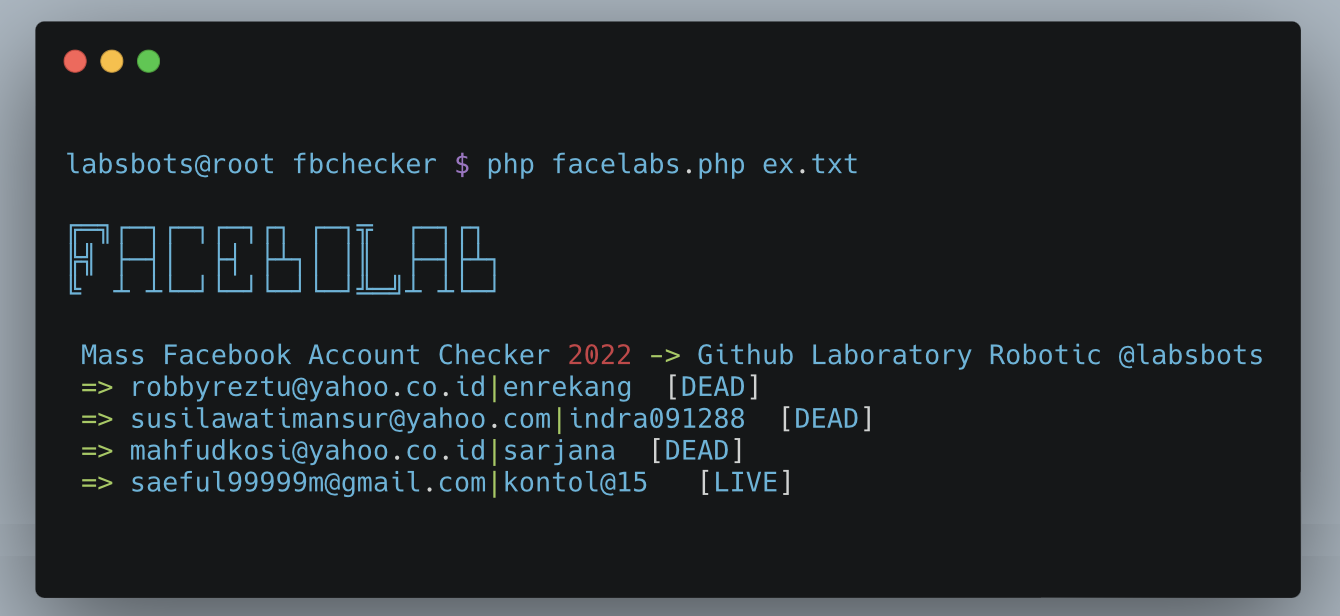 labsbots@root fbchecker $ php facelabs.php ex.txt
FACEBOLAB
Mass Facebook Account Checker 2022 -> Github Laboratory Robotic @labsbots
=> robbyreztu@yahoo.co.id|enrekang [DEAD]
=> susilawatimansur@yahoo.com|indra091288 [DEAD]
=> mahfudkosi@yahoo.co.id|sarjana [DEAD]
=> saeful99999m@gmail.com|kontol@15 [LIVE]